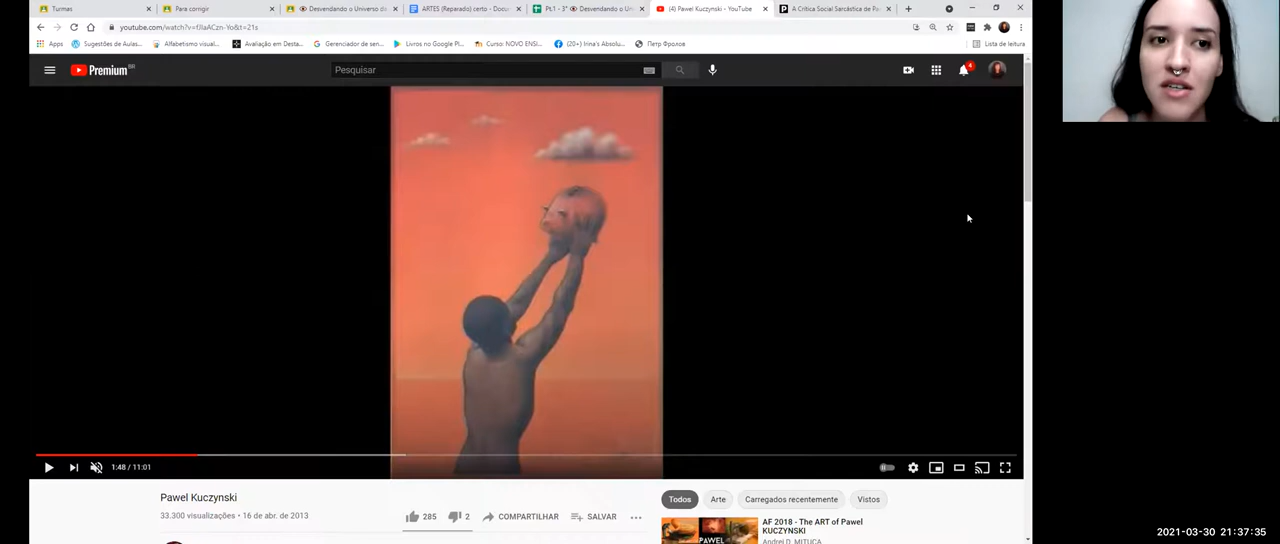 Turmas
Para corrigir
Desvendando o Universo da
ARTES (Reparado) certo - Docu
Pt.1 - 3° Desvendando o Uni
(4) Pawel Kuczynski - YouTube
A Crítica Social Sarcástica de Pa
youtube.com/watch?v=fJlaACzn-Yo&t=21s
Apps
Sugestões de Aulas...
Alfabetismo visual...
Avaliação em Desta...
Gerenciador de sen...
Livros no Google Pl...
Curso: NOVO ENSI...
(20+) Irina's Absolu...
Петр Фролов
Lista de leitura
Premium BR
Pesquisar
4
1:48 / 11:01
Pawel Kuczynski
33.300 visualizações • 16 de abr. de 2013
285
2
COMPARTILHAR
SALVAR
Todos
Arte
Carregados recentemente
Vistos
PAWEL
AF 2018 - The ART of Pawel
KUCZYNSKI
Andrei D. MITUCA
2021-03-30 21:37:35